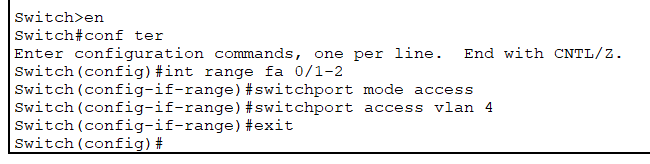 Switch>en
Switch#conf ter
Enter configuration commands, one per line.  End with CNTL/Z.
Switch(config)#int range fa 0/1-2
Switch(config-if-range)#switchport mode access
Switch(config-if-range)#switchport access vlan 4
Switch(config-if-range)#exit
Switch(config)#